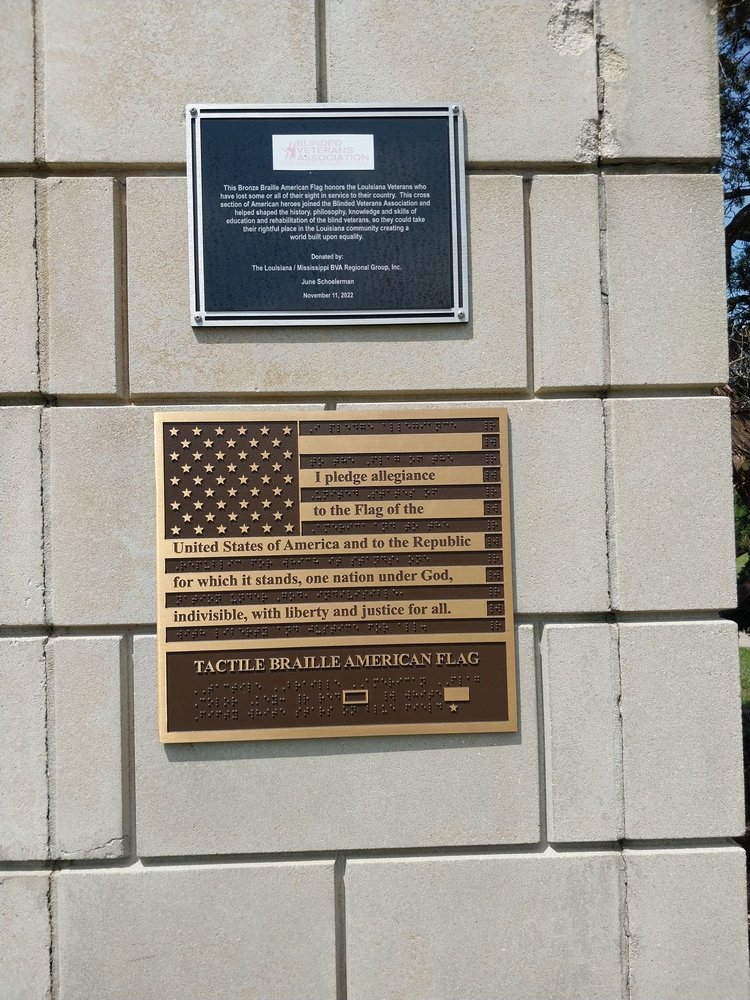 BLINDED
VETERANS
ASSOCIATION
This Bronze Braille American Flag honors the Louisiana Veterans who
have lost some or all of their sight in service to their country. This cross
section of American heroes joined the Blinded Veterans Association and
helped shaped the history, philosophy, knowledge and skills of
education and rehabilitation of the blind veterans, so they could take
their rightful place in the Louisiana community creating a
world built upon equality.
Donated by:
The Louisiana / Mississippi BVA Regional Group, Inc.
June Schoelerman
November 11, 2022
I pledge allegiance
to the Flag of the
United States of America and to the Republic
for which it stands, one nation under God,
indivisible, with liberty and justice for all.
TACTILE BRAILLE AMERICAN FLAG